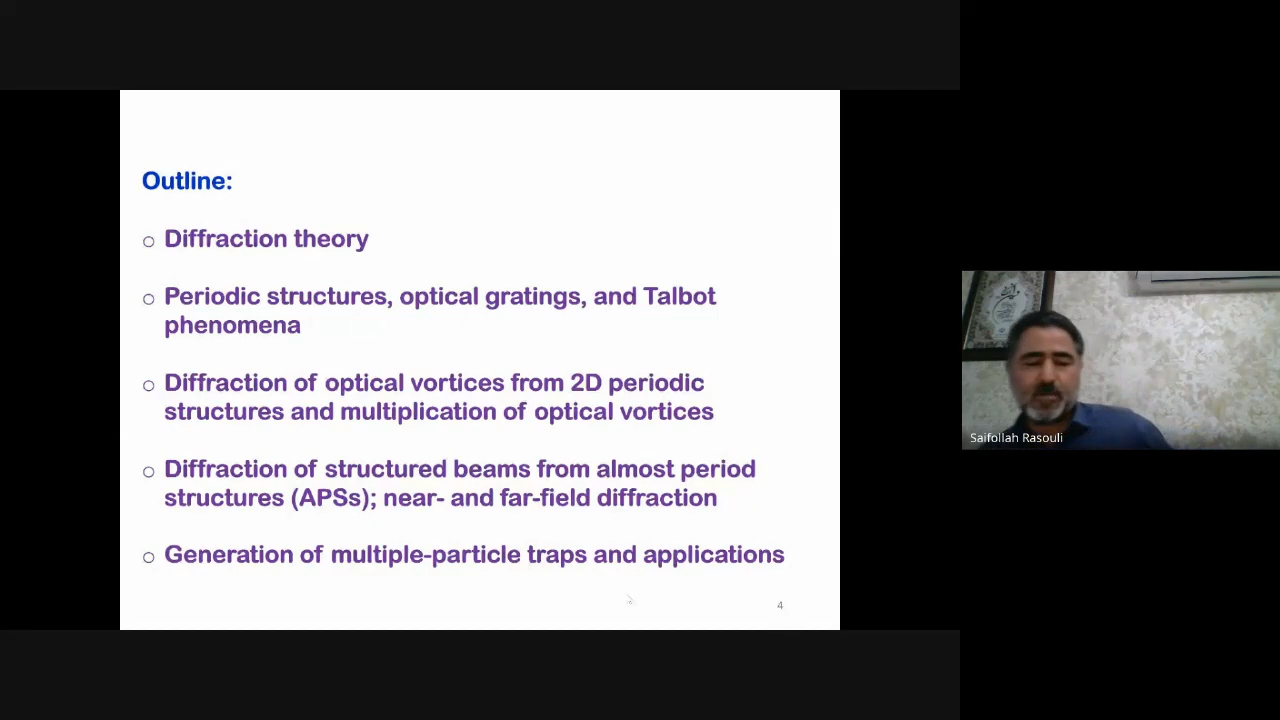 Outline:
○ Diffraction theory
○ Periodic structures, optical gratings, and Talbot
phenomena
○ Diffraction of optical vortices from 2D periodic
structures and multiplication of optical vortices
○ Diffraction of structured beams from almost period
structures (APSs); near- and far-field diffraction
○ Generation of multiple-particle traps and applications
4
Saifollah Rasouli